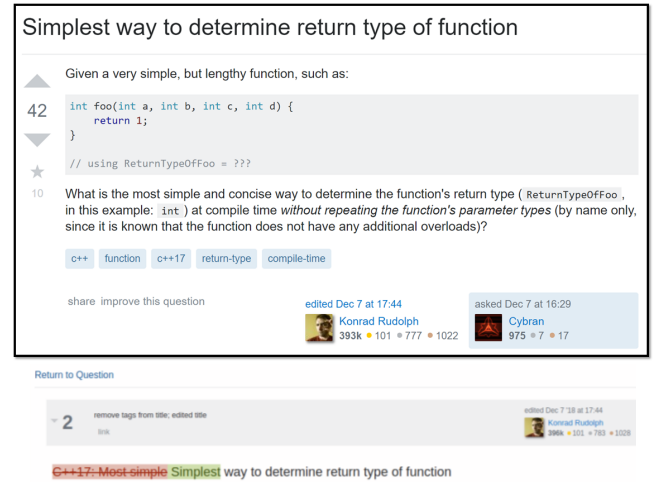 Simplest way to determine return type of function
Given a very simple, but lengthy function, such as:
42
int foo(int a, int b, int c, int d) {
return 1;
}
// using ReturnTypeOfFoo = ???
10
What is the most simple and concise way to determine the function's return type ( ReturnTypeOfFoo ,
in this example: int ) at compile time without repeating the function's parameter types (by name only,
since it is known that the function does not have any additional overloads)?
c++ function c++17 return-type compile-time
share improve this question
edited Dec 7 at 17:44
Konrad Rudolph
393k 101 777 1022
asked Dec 7 at 16:29
Cybran
975 7 17
Return to Question
2
remove tags from title; edited title
link
edited Dec 7 '18 at 17:44
Konrad Rudolph
396k 101 783 1028
C++17: Most simple Simplest way to determine return type of function